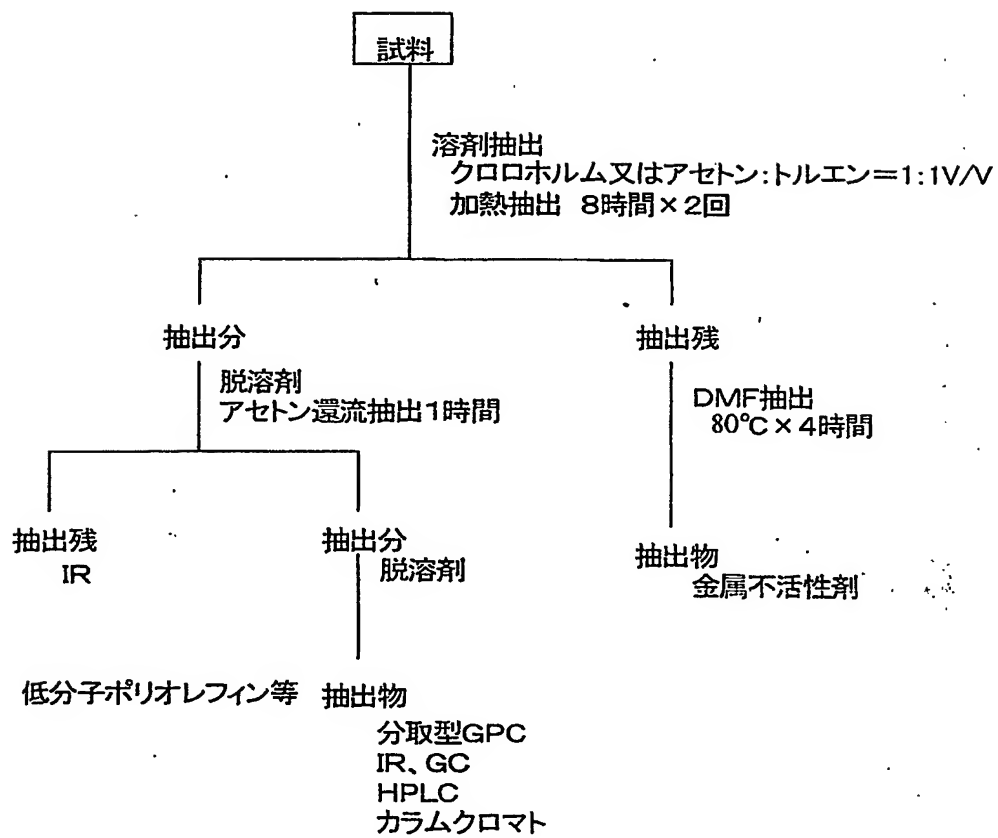 試料
溶剤抽出
クロロホルム又はアセトン:トルエン=1:1V/V
加熱抽出 8時間×2回
抽出分
抽出残
脱溶剤
アセトン還流抽出1時間
DMF抽出
80℃×4時間
抽出残
IR
抽出分
脱溶剤
抽出物
金属不活性剤
低分子ポリオレフィン等 抽出物
分取型GPC
IR、GC
HPLC
カラムクロマト